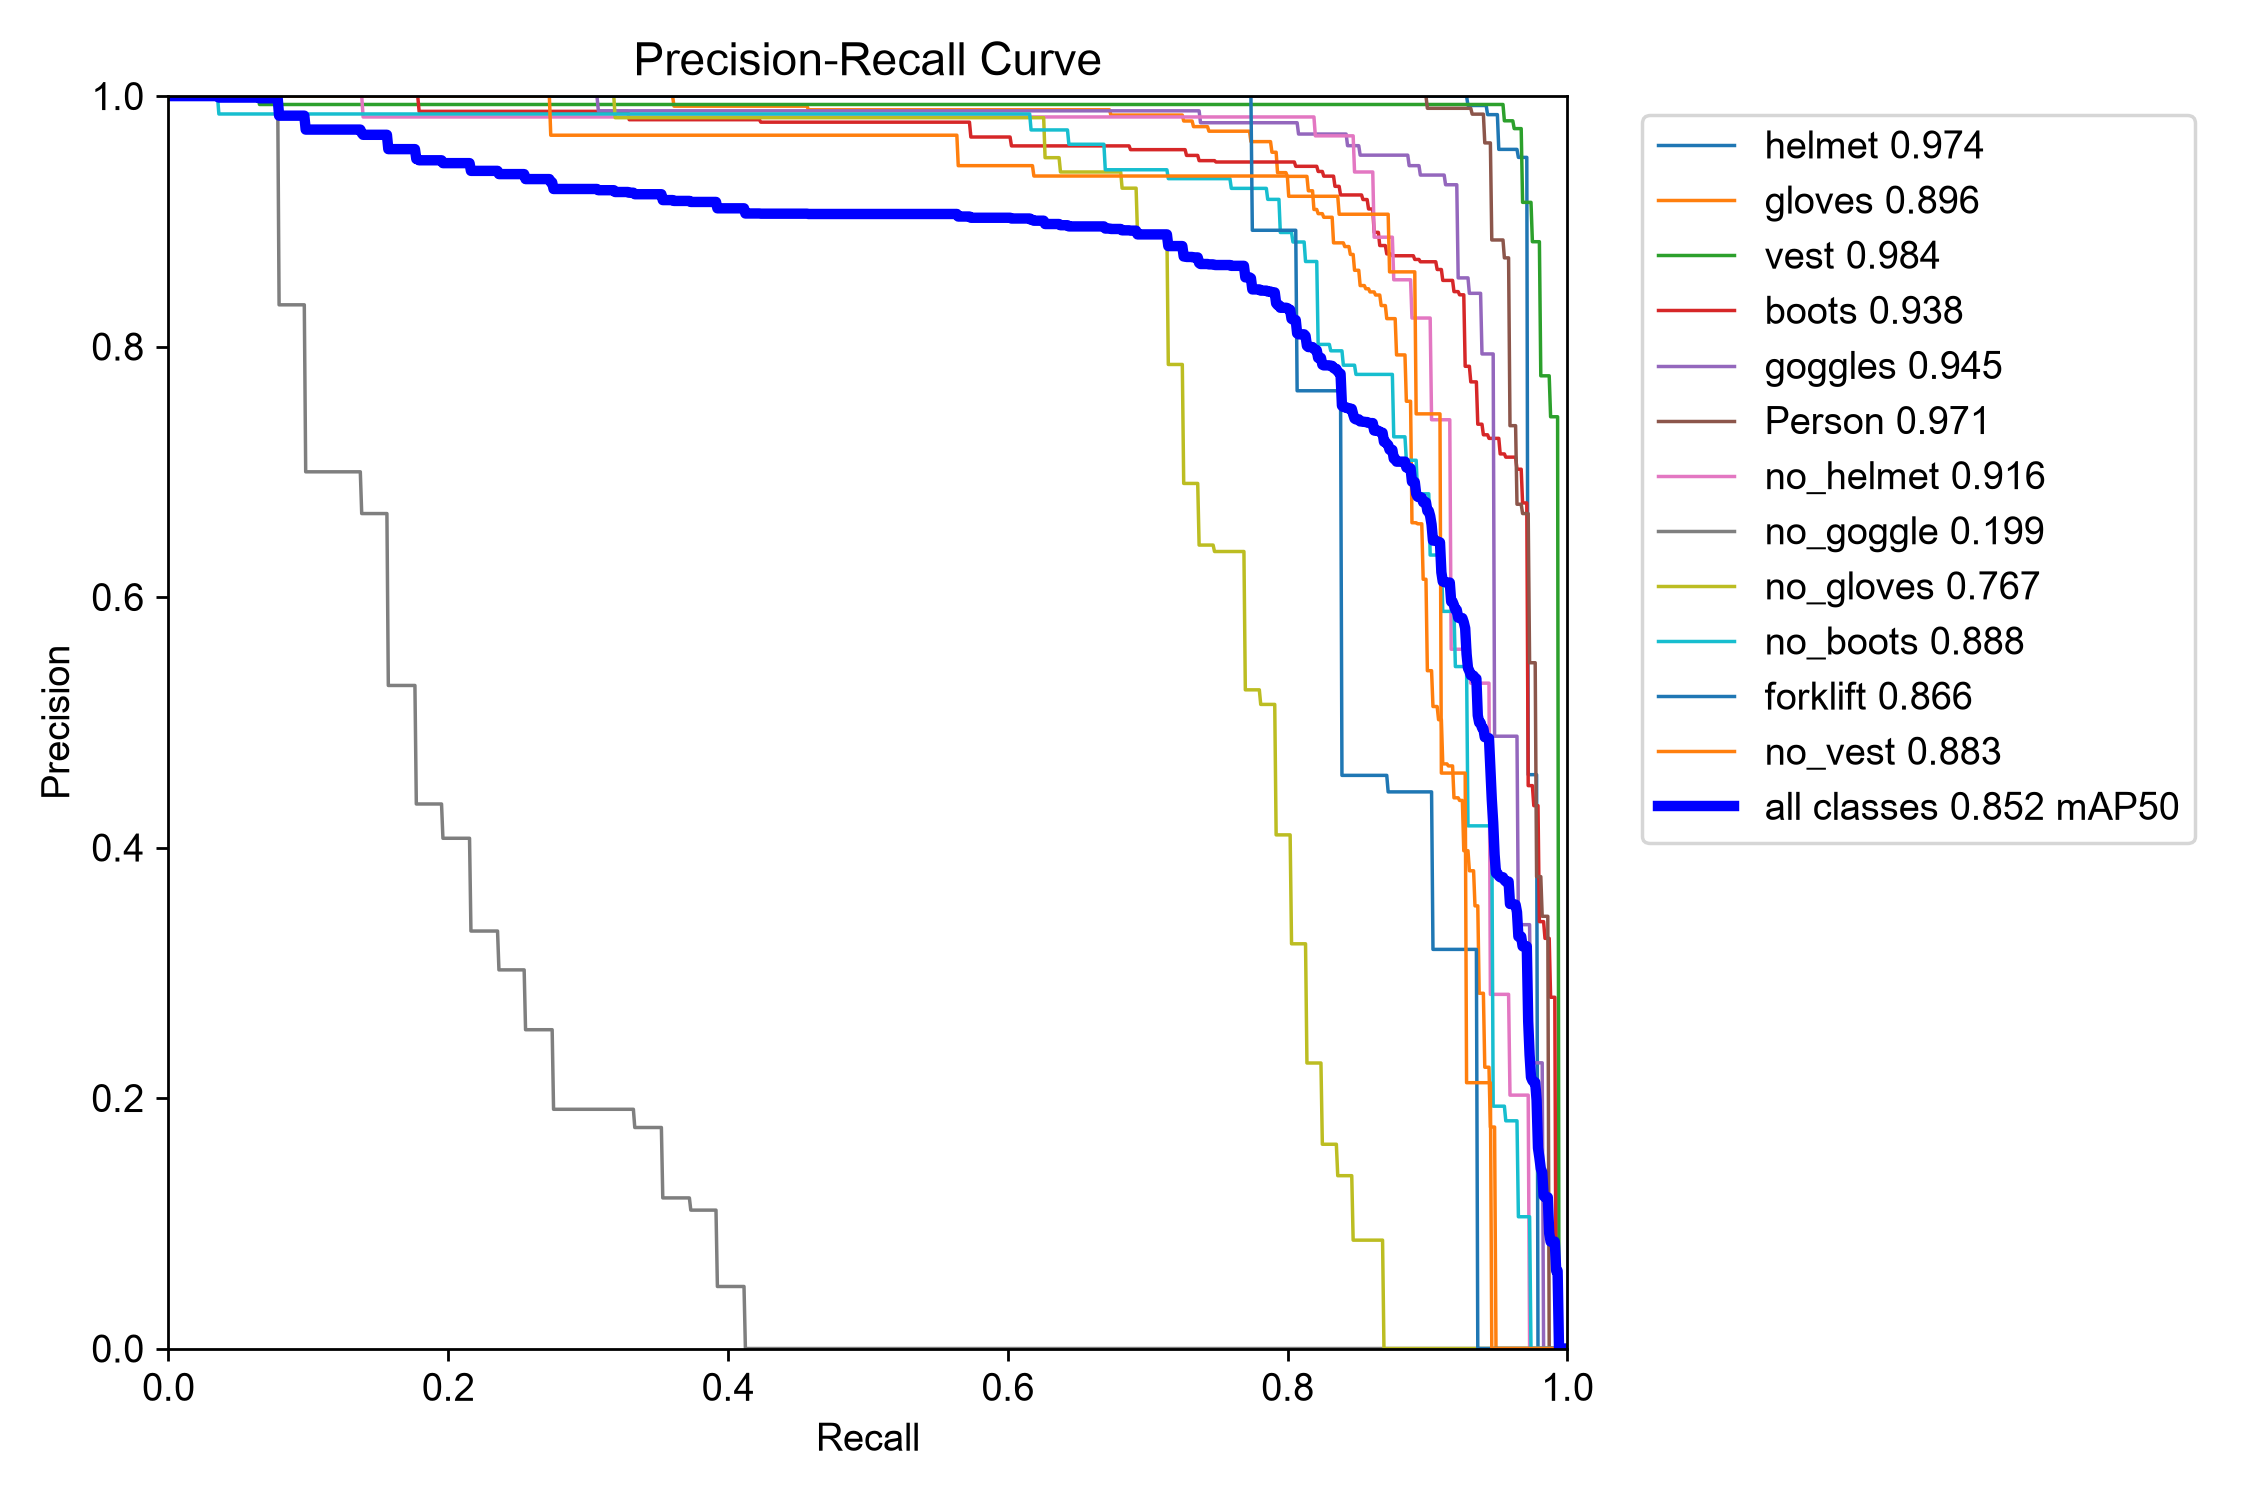 Precision-Recall Curve
1.0
0.8
0.6
0.4
0.2
0.0
Precision
0.0 0.2 0.4 0.6 0.8 1.0
Recall
helmet 0.974
gloves 0.896
vest 0.984
boots 0.938
goggles 0.945
Person 0.971
no_helmet 0.916
no_goggle 0.199
no_gloves 0.767
no_boots 0.888
forklift 0.866
no_vest 0.883
all classes 0.852 mAP50